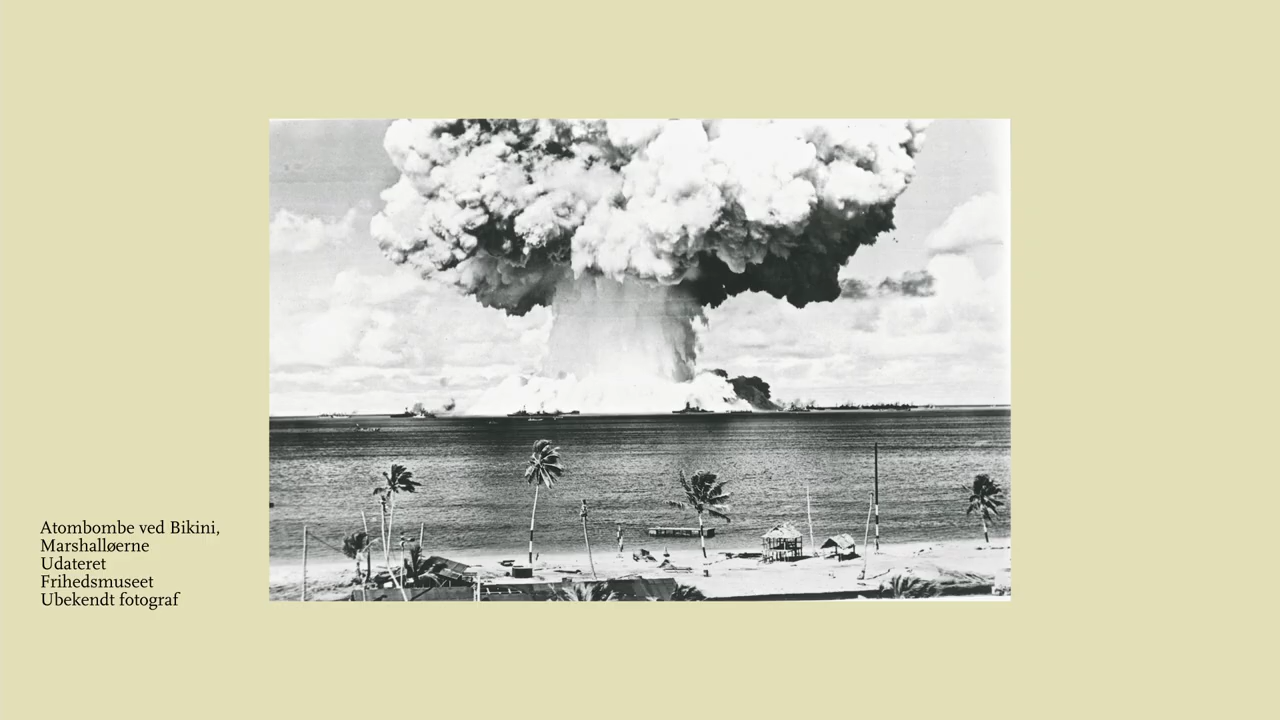 Atombombe ved Bikini,
Marshalløerne
Udateret
Frihedsmuseet
Ubekendt fotograf